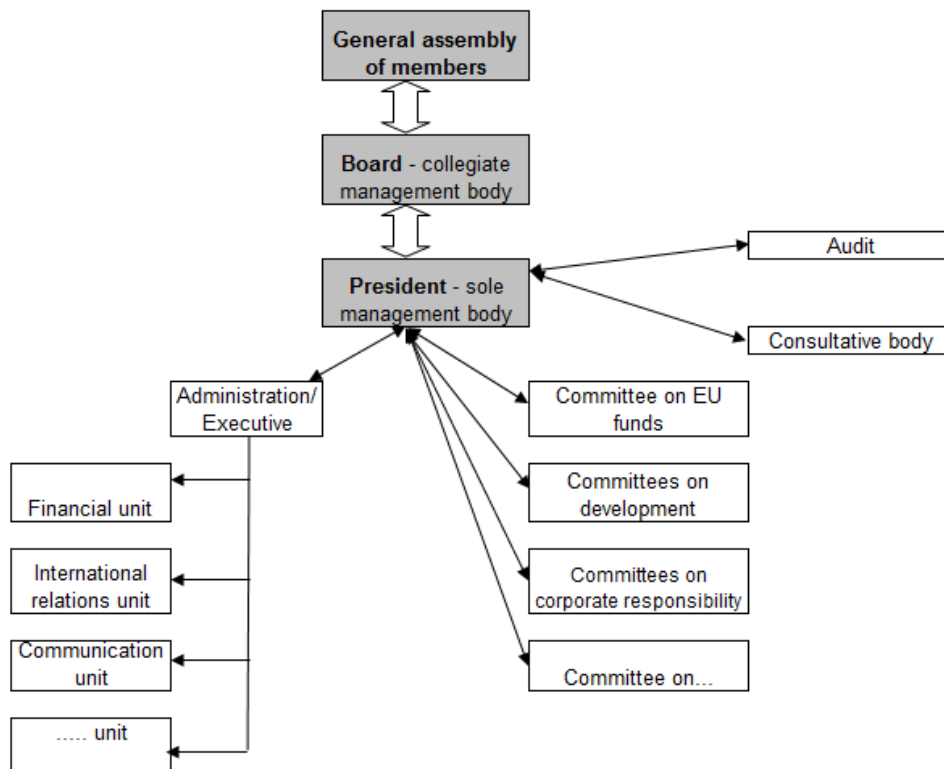 General assembly
of members
Board - collegiate
management body
President - sole
management body
Audit
Consultative body
Administration/
Executive
Committee on EU
funds
Financial unit
Committees on
development
International
relations unit
Committees on
corporate responsibility
Communication
unit
Committee on...
..... unit